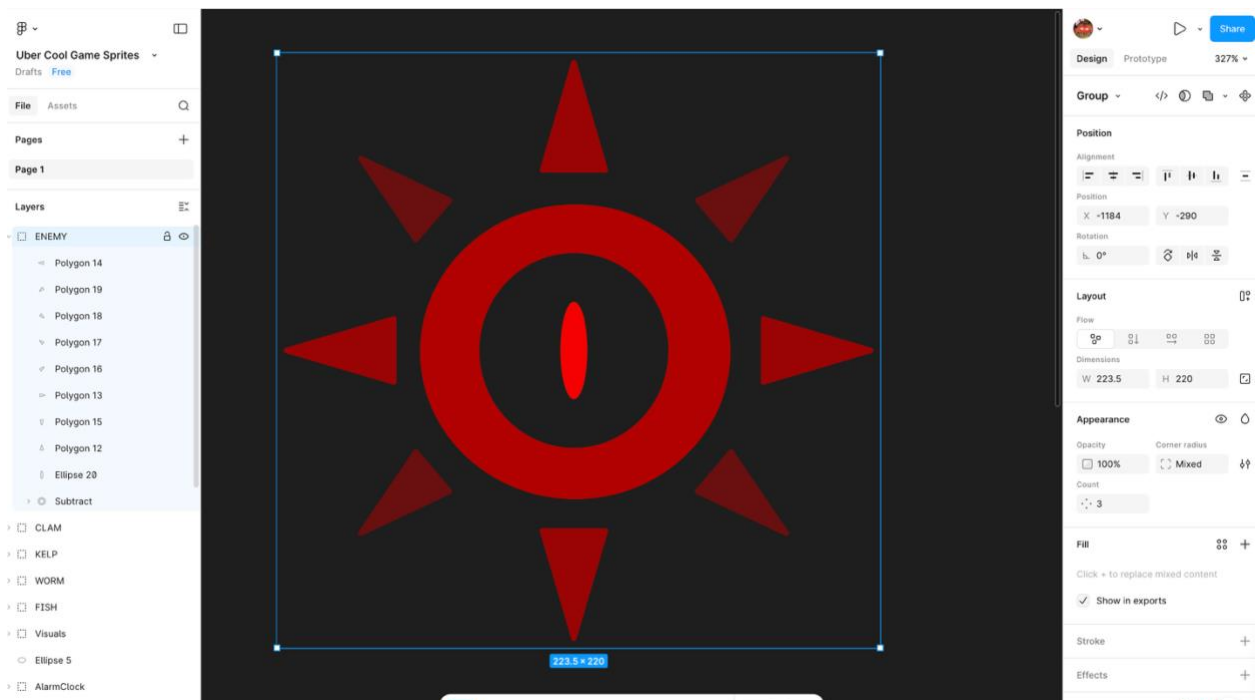 Uber Cool Game Sprites
Drafts Free
File Assets
Pages
Page 1
Layers
ENEMY
Polygon 14
Polygon 19
Polygon 18
Polygon 17
Polygon 16
Polygon 13
Polygon 15
Polygon 12
Ellipse 20
Subtract
CLAM
KELP
WORM
FISH
Visuals
Ellipse 5
AlarmClock
223.5 × 220
Share
Design Prototype 327%
Group
Position
Alignment
Position
X -1184 Y -290
Rotation
0°
Layout
Flow
Dimensions
W 223.5 H 220
Appearance
Opacity Corner radius
100% Mixed
Count
3
Fill
Click + to replace mixed content
Show in exports
Stroke
Effects